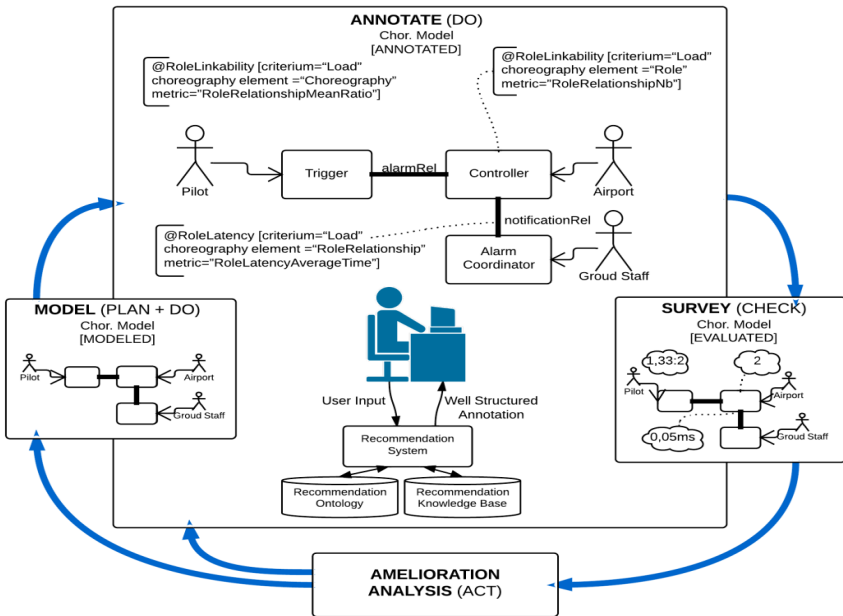 ANNOTATE (DO)
Chor. Model
[ANNOTATED]
@RoleLinkability [criterium=“Load"
choreography element =“Choreography”
metric=”RoleRelationshipMeanRatio"]
@RoleLinkability [criterium=“Load"
choreography element =“Role"
metric=”RoleRelationshipNb"]
Pilot
Trigger
alarmRel
Controller
Airport
@RoleLatency [criterium=“Load"
choreography element =“RoleRelationship”
metric=”RoleLatencyAverageTime"]
notificationRel
Alarm
Coordinator
Groud Staff
MODEL (PLAN + DO)
Chor. Model
[MODELED]
Pilot
Airport
Groud Staff
User Input
Well Structured
Annotation
Recommendation
System
Recommendation
Ontology
Recommendation
Knowledge Base
SURVEY (CHECK)
Chor. Model
[EVALUATED]
1,33:2
2
Pilot
Airport
0,05ms
Groud Staff
AMELIORATION
ANALYSIS (ACT)